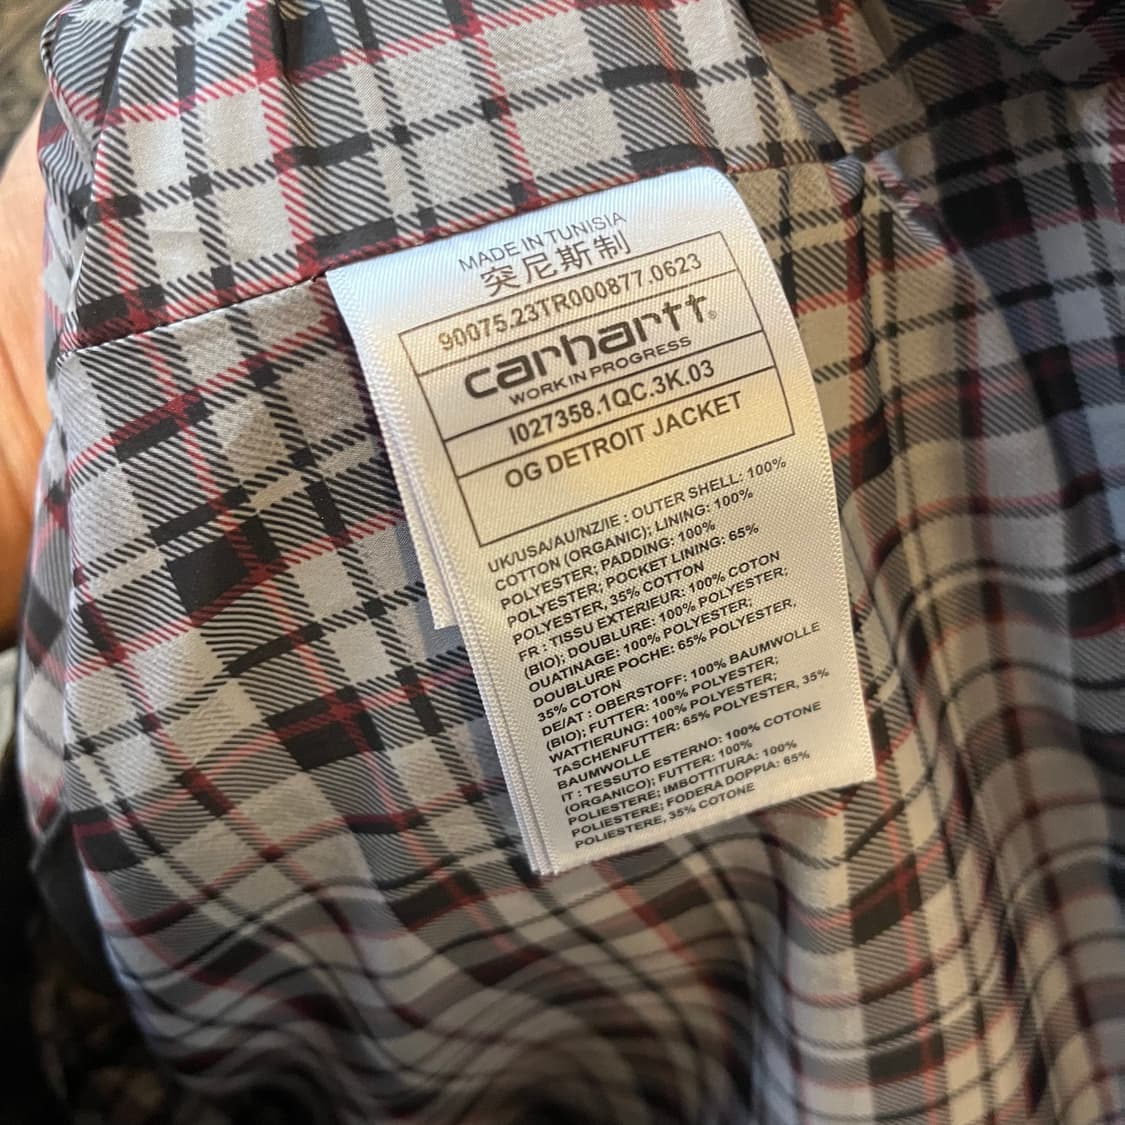 MADE IN TUNISIA
突尼斯制
90075.23TR000877.0623
carhartt®
WORK IN PROGRESS
I027358.1QC.3K.03
OG DETROIT JACKET
UK/USA/AU/NZ/IE : OUTER SHELL: 100%
COTTON (ORGANIC); LINING: 100%
POLYESTER; PADDING: 100%
POLYESTER; POCKET LINING: 65%
POLYESTER, 35% COTTON
FR : TISSU EXTERIEUR: 100% COTON
(BIO); DOUBLURE: 100% POLYESTER;
OUATINAGE: 100% POLYESTER;
DOUBLURE POCHE: 65% POLYESTER,
35% COTON
DE/AT : OBERSTOFF: 100% BAUMWOLLE
(BIO); FUTTER: 100% POLYESTER;
WATTIERUNG: 100% POLYESTER;
TASCHENFUTTER: 65% POLYESTER, 35%
BAUMWOLLE
IT : TESSUTO ESTERNO: 100% COTONE
(ORGANICO); FUTTER: 100%
POLIESTERE; IMBOTTITURA: 100%
POLIESTERE; FODERA DOPPIA: 65%
POLIESTERE, 35% COTONE